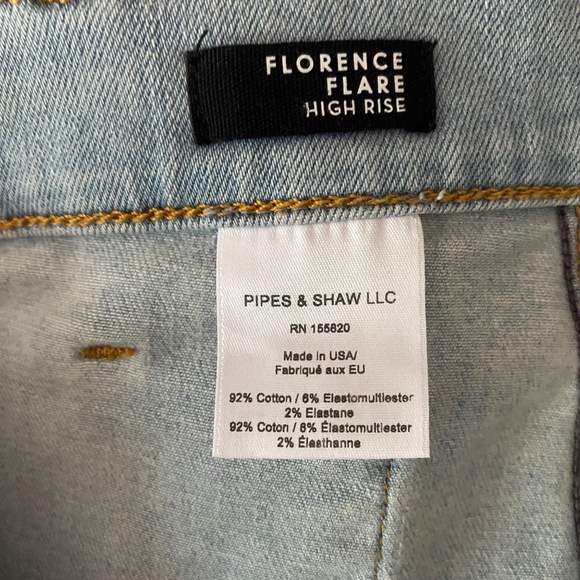 FLORENCE
FLARE
HIGH RISE
PIPES & SHAW LLC
RN 155820
Made in USA/
Fabriqué aux EU
92% Cotton / 6% Elastomultiester
2% Elastane
92% Coton / 6% Élastomultiester
2% Élasthanne